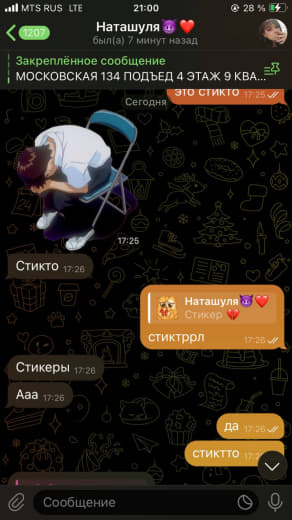 MTS RUS LTE 21:00 28 %
1207 Наташуля😈❤️
был(а) 7 минут назад
Закреплённое сообщение
МОСКОВСКАЯ 134 ПОДЪЕД 4 ЭТАЖ 9 КВА...
это стикто 17:25
Сегодня
17:25
Стикто 17:26
Наташуля😈❤️
Стикер 💔
стиктррл 17:26
Стикеры 17:26
Ааа 17:26
да 17:26
стиктто 17:26
Сообщение